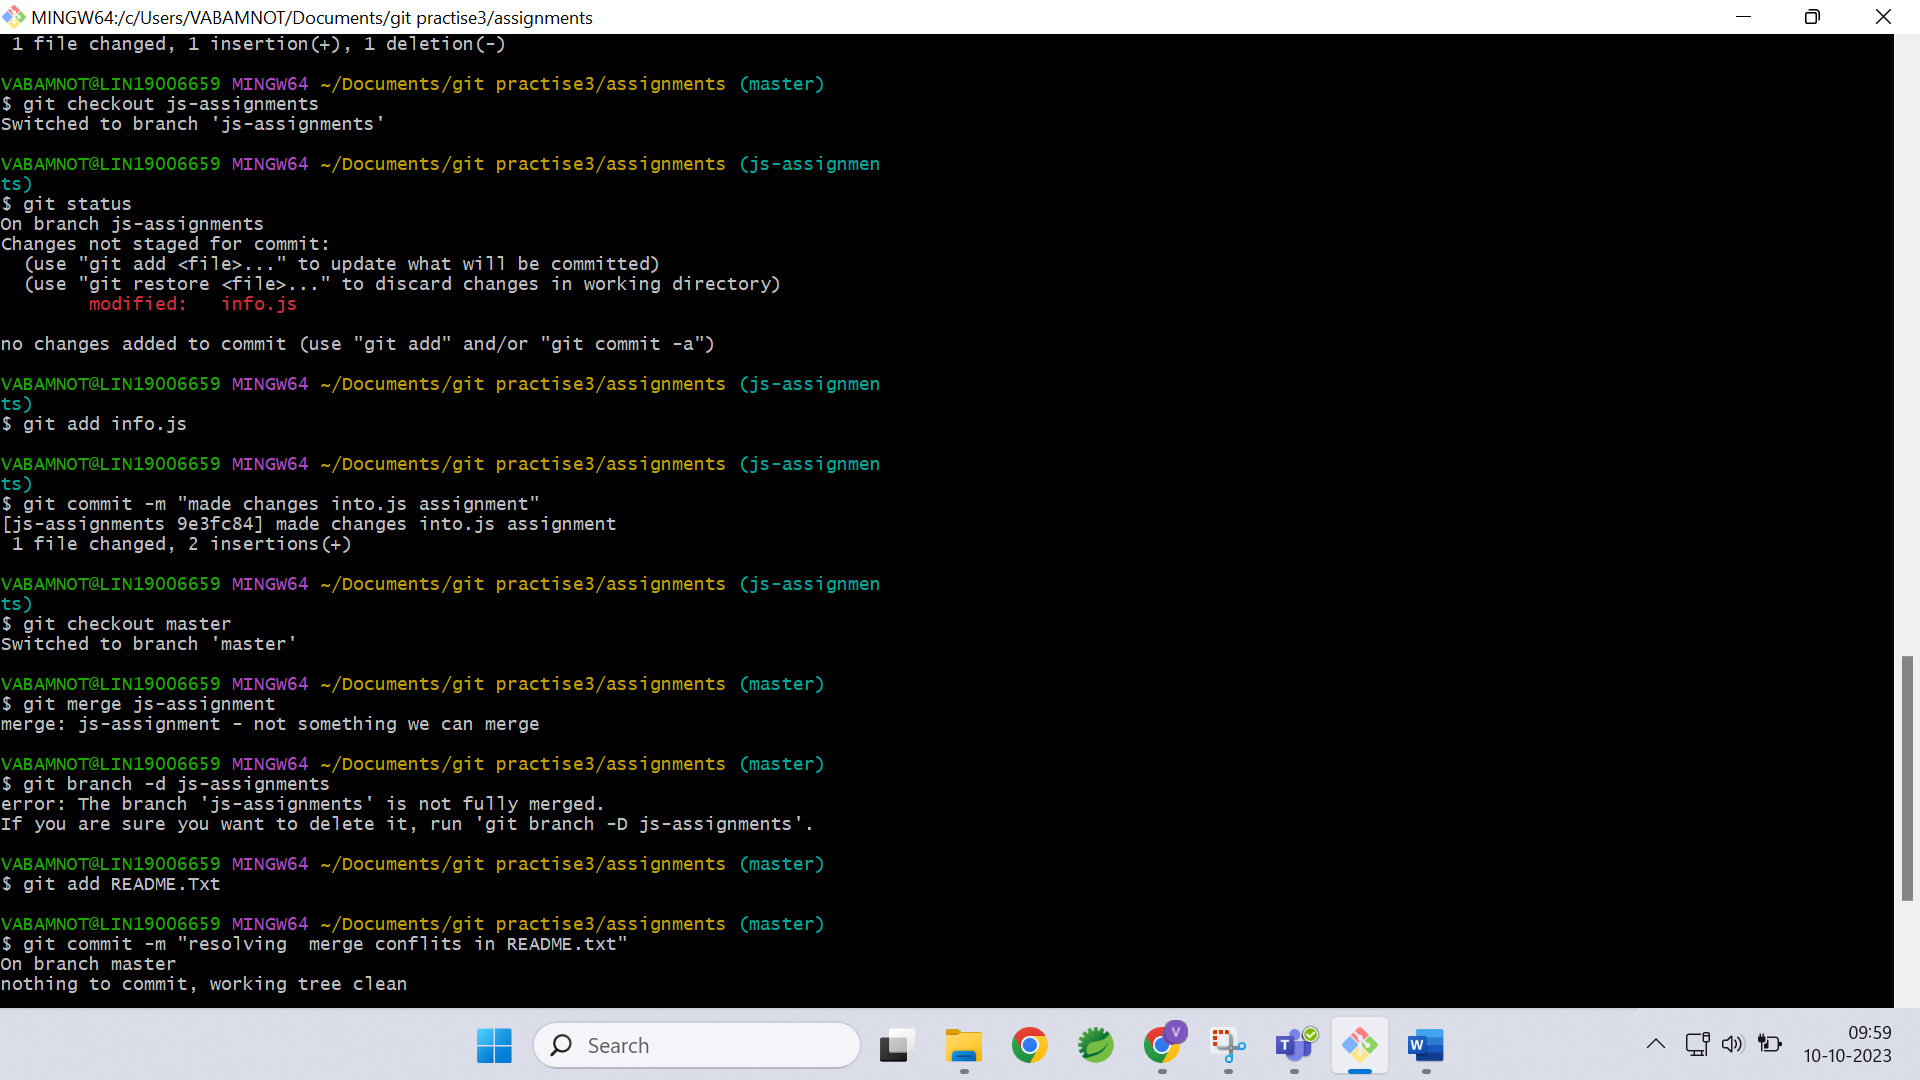 MINGW64:/c/Users/VABAMNOT/Documents/git practise3/assignments
1 file changed, 1 insertion(+), 1 deletion(-)
VABAMNOT@LIN19006659 MINGW64 ~/Documents/git practise3/assignments (master)
$ git checkout js-assignments
Switched to branch 'js-assignments'
VABAMNOT@LIN19006659 MINGW64 ~/Documents/git practise3/assignments (js-assignmen
ts)
$ git status
On branch js-assignments
Changes not staged for commit:
(use "git add <file>..." to update what will be committed)
(use "git restore <file>..." to discard changes in working directory)
modified:   info.js
no changes added to commit (use "git add" and/or "git commit -a")
VABAMNOT@LIN19006659 MINGW64 ~/Documents/git practise3/assignments (js-assignmen
ts)
$ git add info.js
VABAMNOT@LIN19006659 MINGW64 ~/Documents/git practise3/assignments (js-assignmen
ts)
$ git commit -m "made changes into.js assignment"
[js-assignments 9e3fc84] made changes into.js assignment
1 file changed, 2 insertions(+)
VABAMNOT@LIN19006659 MINGW64 ~/Documents/git practise3/assignments (js-assignmen
ts)
$ git checkout master
Switched to branch 'master'
VABAMNOT@LIN19006659 MINGW64 ~/Documents/git practise3/assignments (master)
$ git merge js-assignment
merge: js-assignment - not something we can merge
VABAMNOT@LIN19006659 MINGW64 ~/Documents/git practise3/assignments (master)
$ git branch -d js-assignments
error: The branch 'js-assignments' is not fully merged.
If you are sure you want to delete it, run 'git branch -D js-assignments'.
VABAMNOT@LIN19006659 MINGW64 ~/Documents/git practise3/assignments (master)
$ git add README.Txt
VABAMNOT@LIN19006659 MINGW64 ~/Documents/git practise3/assignments (master)
$ git commit -m "resolving  merge conflits in README.txt"
On branch master
nothing to commit, working tree clean
Search
V
T
W
09:59
10-10-2023